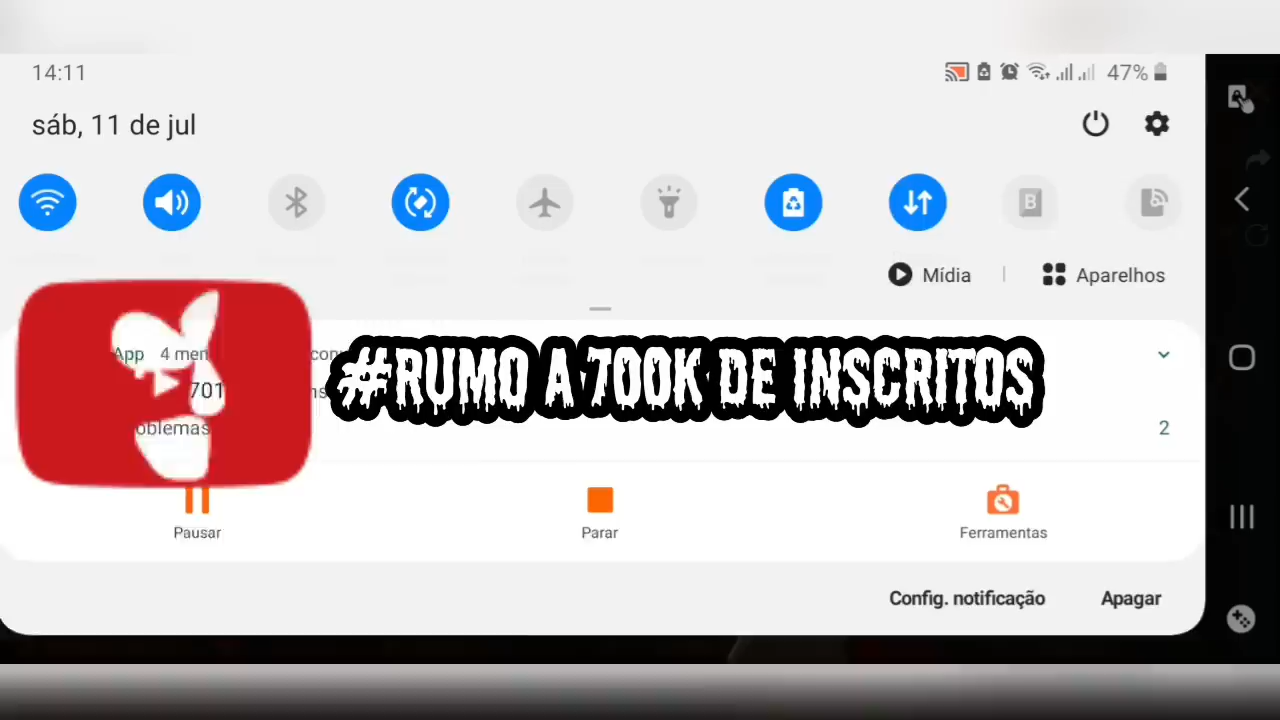 14:11
47%
sáb, 11 de jul
B
Mídia
Aparelhos
App 4 men
#RUMO A 700K DE INSCRITOS
701
oblemas
2
Pausar
Parar
Ferramentas
Config. notificação
Apagar